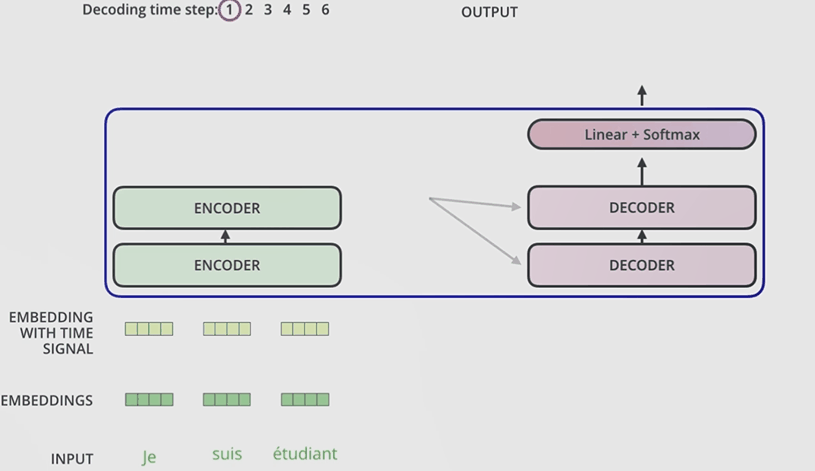 Decoding time step: 1 2 3 4 5 6
OUTPUT
Linear + Softmax
ENCODER
DECODER
ENCODER
DECODER
EMBEDDING
WITH TIME
SIGNAL
EMBEDDINGS
INPUT
Je suis étudiant